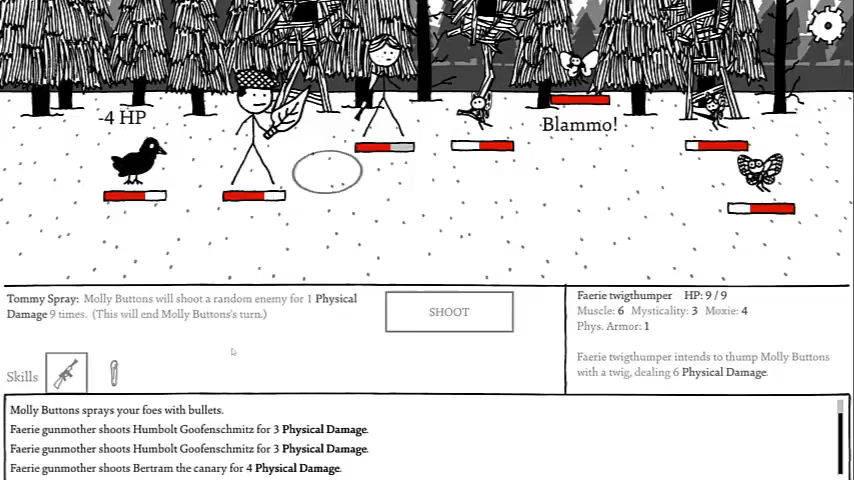 -4 HP
Blammo!
Tommy Spray: Molly Buttons will shoot a random enemy for 1 Physical
Damage 9 times. (This will end Molly Buttons's turn.)
SHOOT
Skills
Faerie twigthumper HP: 9 / 9
Muscle: 6 Mysticality: 3 Moxie: 4
Phys. Armor: 1
Faerie twigthumper intends to thump Molly Buttons
with a twig, dealing 6 Physical Damage.
Molly Buttons sprays your foes with bullets.
Faerie gunmother shoots Humbolt Goofenschmitz for 3 Physical Damage.
Faerie gunmother shoots Humbolt Goofenschmitz for 3 Physical Damage.
Faerie gunmother shoots Bertram the canary for 4 Physical Damage.